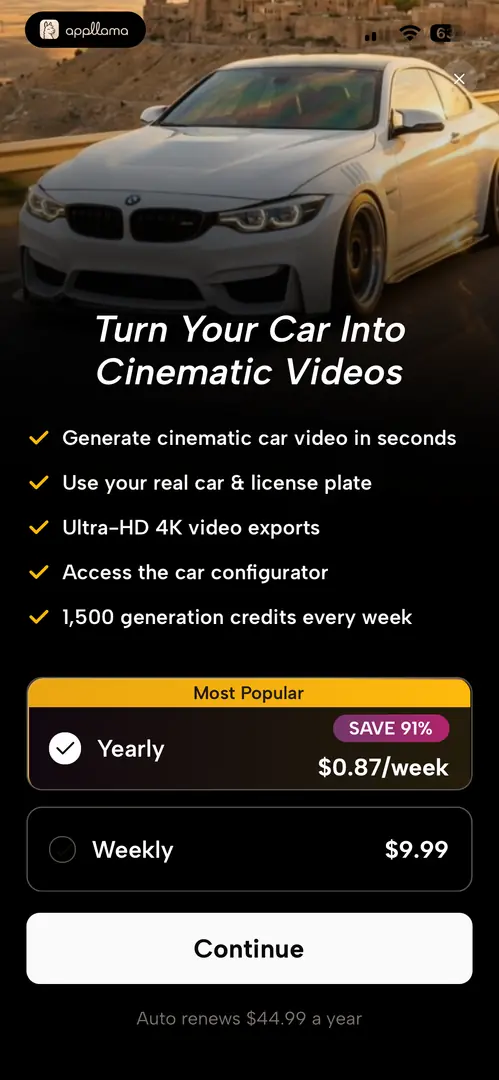 appllama
63
Turn Your Car Into
Cinematic Videos
Generate cinematic car video in seconds
Use your real car & license plate
Ultra-HD 4K video exports
Access the car configurator
1,500 generation credits every week
Most Popular
SAVE 91%
Yearly
$0.87/week
Weekly
$9.99
Continue
Auto renews $44.99 a year